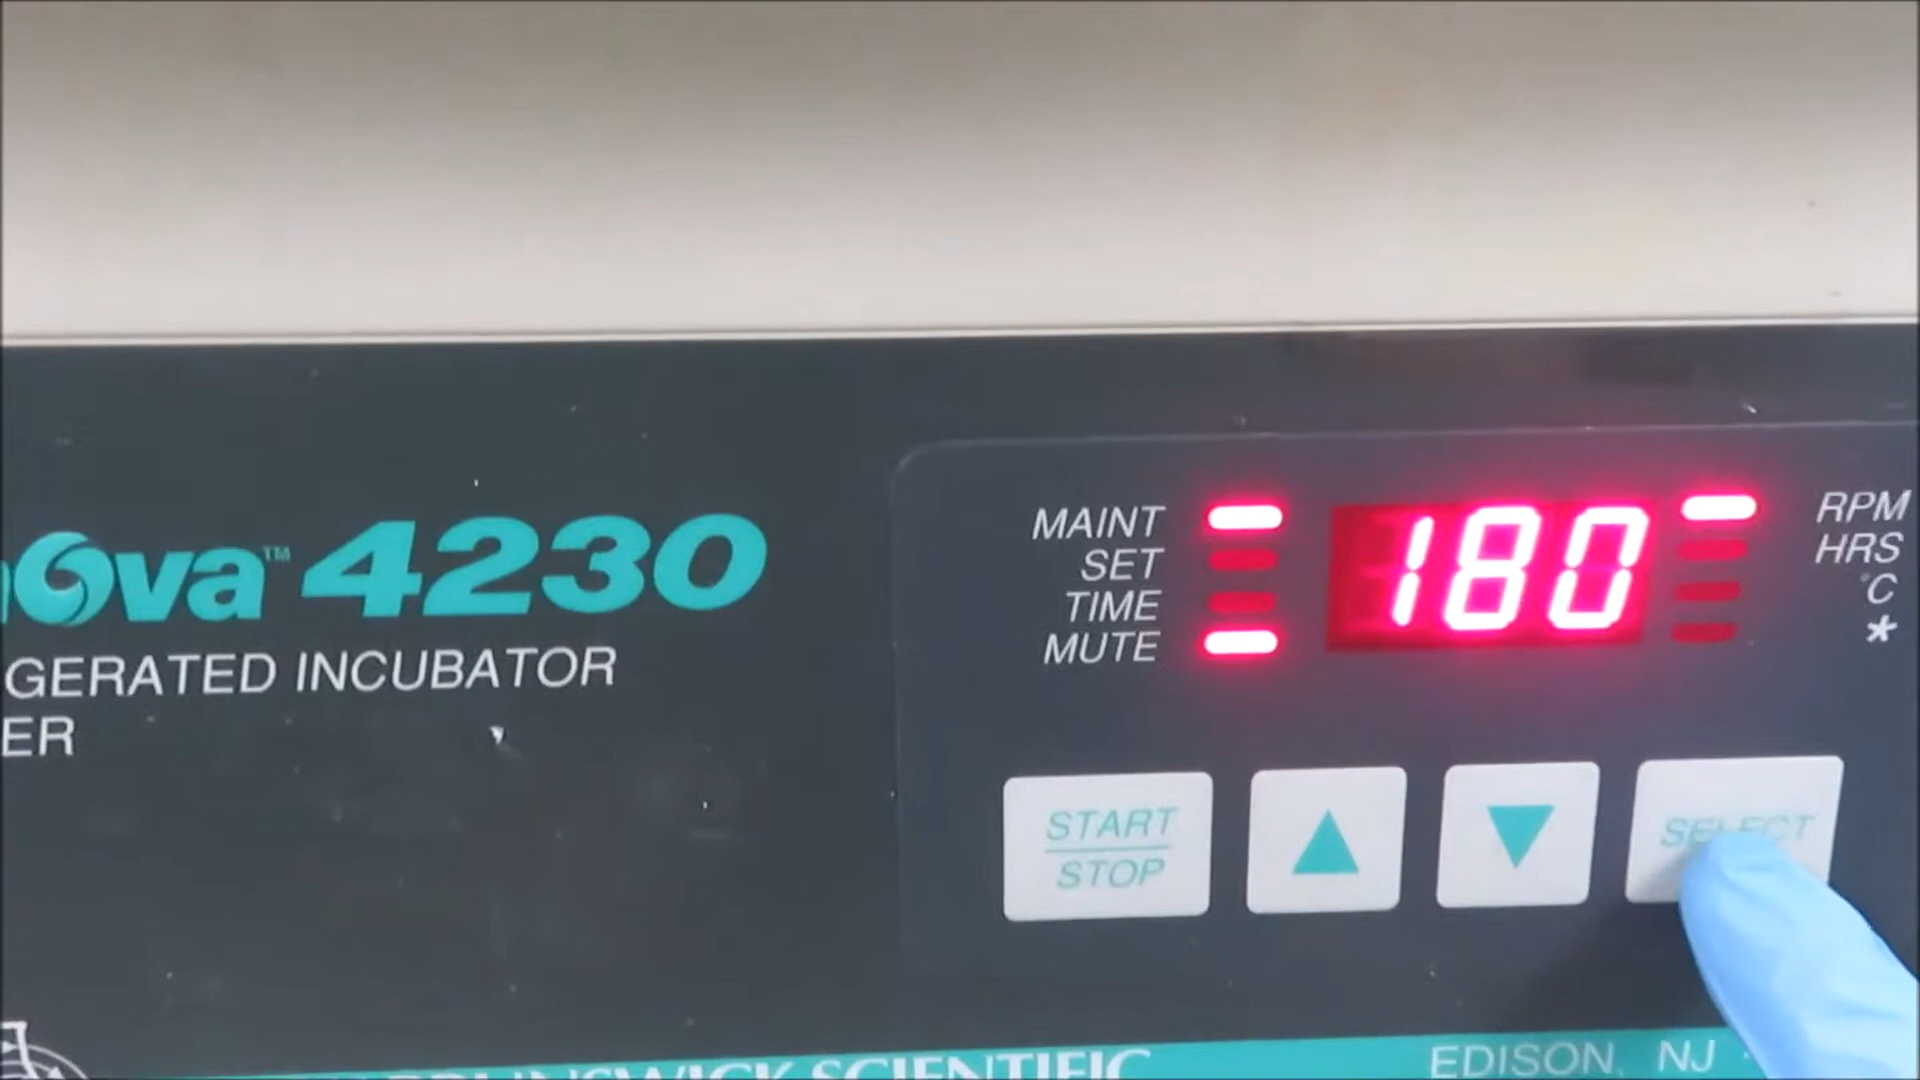 nova™ 4230
GERATED INCUBATOR
ER
MAINT
SET
TIME
MUTE
180
RPM
HRS
°C
*
START
STOP
▲
▼
SELECT
BRUNSWICK SCIENTIFIC
EDISON, NJ